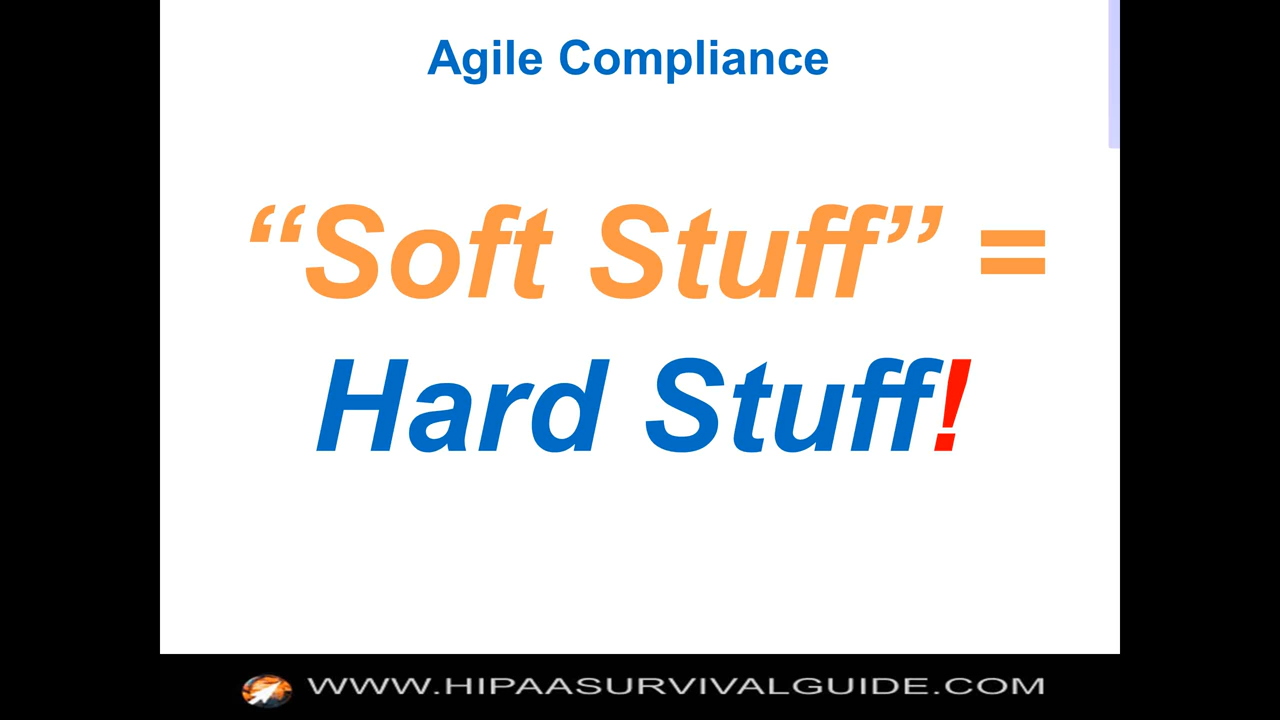 Agile Compliance
“Soft Stuff” =
Hard Stuff!
WWW.HIPAASURVIVALGUIDE.COM